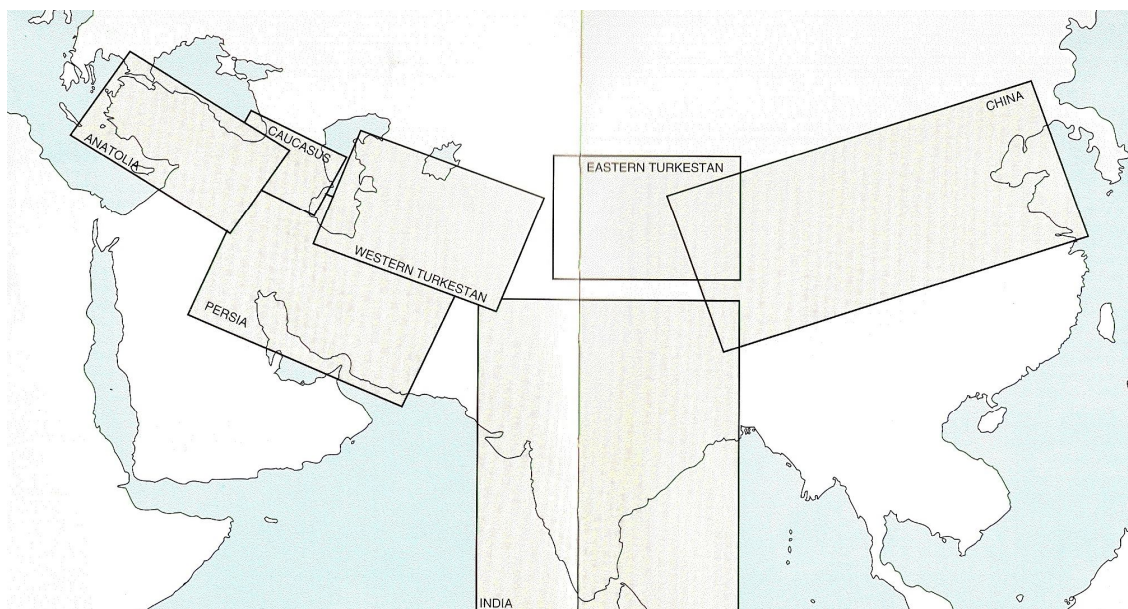 CHINA
CAUCASUS
ANATOLIA
EASTERN TURKESTAN
WESTERN TURKESTAN
PERSIA
INDIA